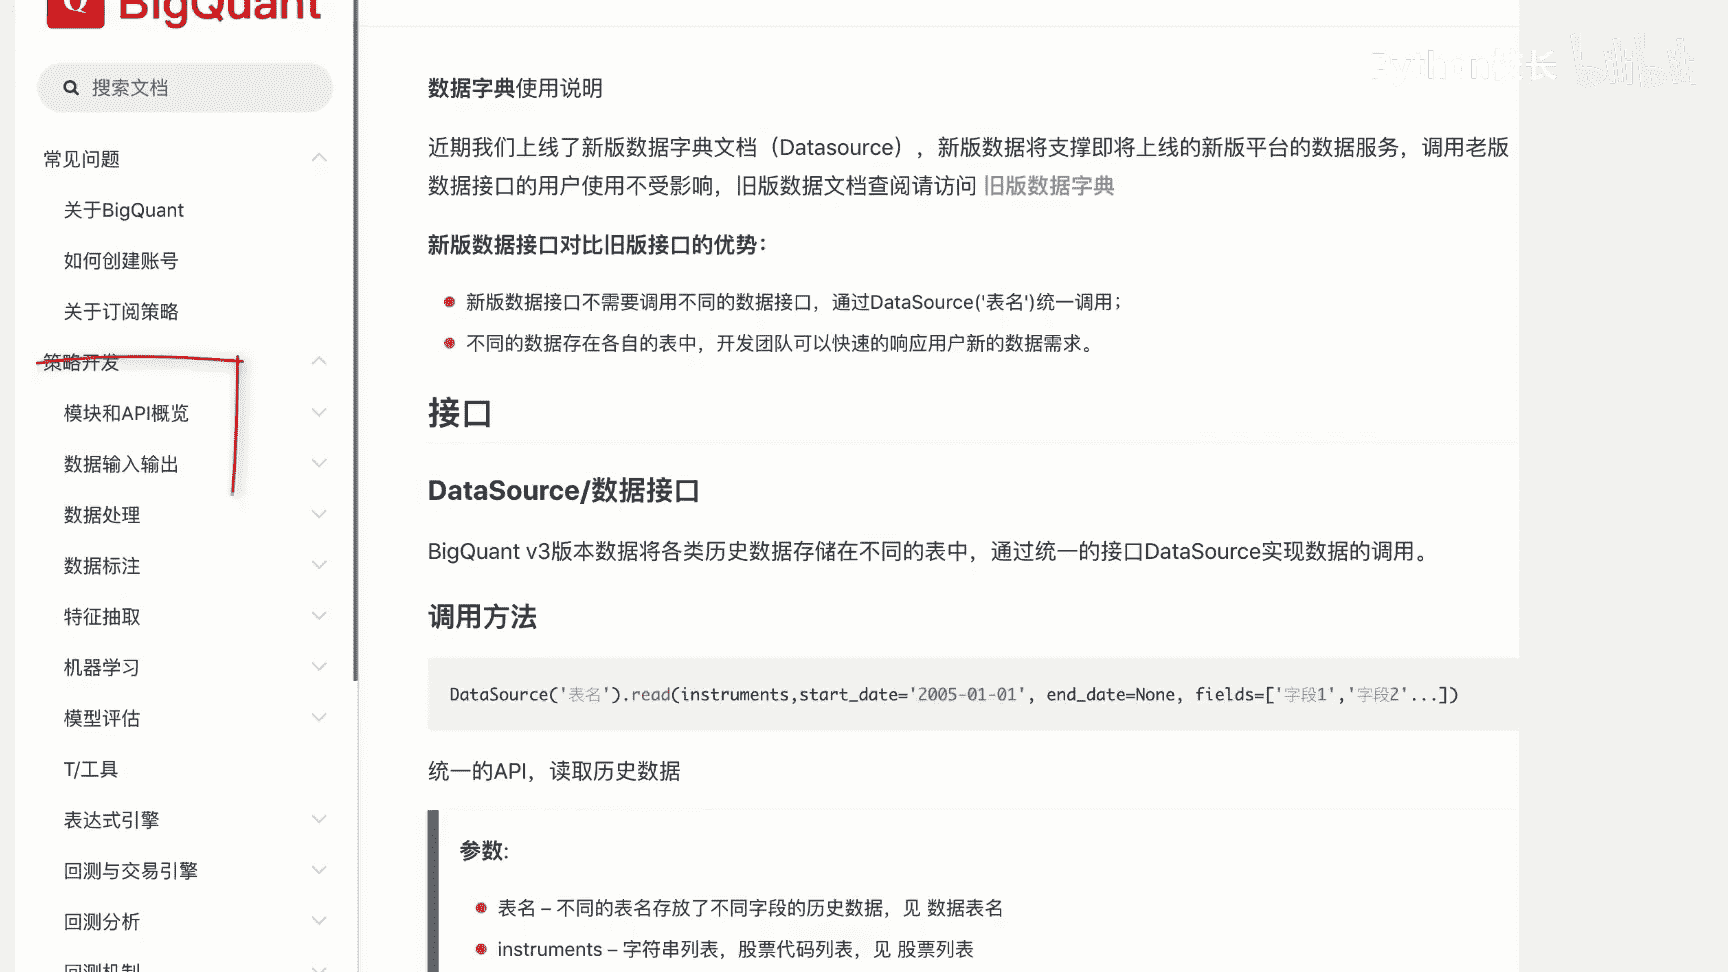 BigQuant
搜索文档
常见问题
关于BigQuant
如何创建账号
关于订阅策略
策略开发
模块和API概览
数据输入输出
数据处理
数据标注
特征抽取
机器学习
模型评估
T/工具
表达式引擎
回测与交易引擎
回测分析
回测机制
数据字典使用说明
近期我们上线了新版数据字典文档（Datasource），新版数据将支撑即将上线的新版平台的数据服务，调用老版
数据接口的用户使用不受影响，旧版数据文档查阅请访问 旧版数据字典
新版数据接口对比旧版接口的优势：
新版数据接口不需要调用不同的数据接口，通过DataSource('表名')统一调用；
不同的数据存在各自的表中，开发团队可以快速的响应用户新的数据需求。
接口
DataSource/数据接口
BigQuant v3版本数据将各类历史数据存储在不同的表中，通过统一的接口DataSource实现数据的调用。
调用方法
DataSource('表名').read(instruments,start_date='2005-01-01', end_date=None, fields=['字段1','字段2'...])
统一的API，读取历史数据
参数:
表名 – 不同的表名存放了不同字段的历史数据，见 数据表名
instruments – 字符串列表，股票代码列表，见 股票列表